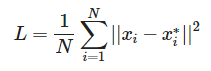 L = \frac{1}{N} \sum_{i=1}^{N} ||x_i - x_i^*||^2